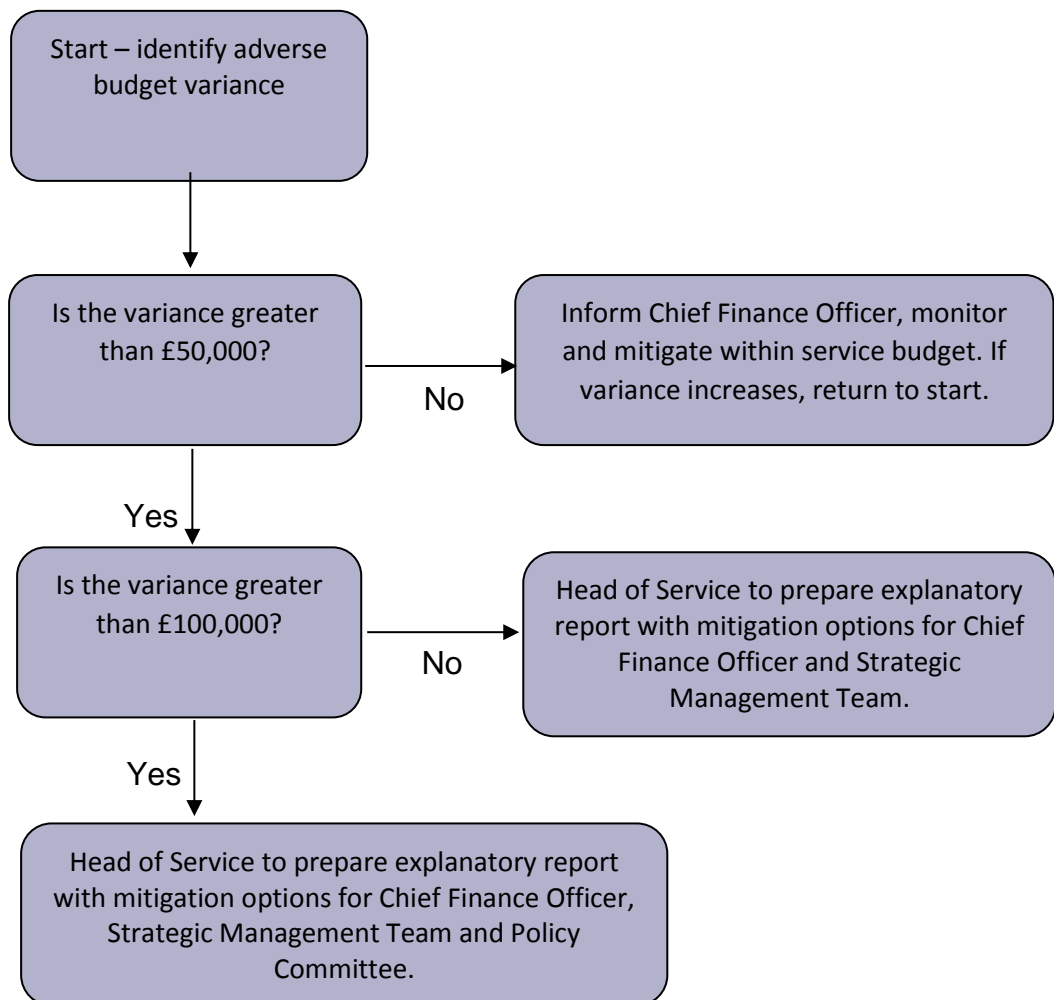 Start – identify adverse
budget variance
Is the variance greater
than £50,000?
No
Inform Chief Finance Officer, monitor
and mitigate within service budget. If
variance increases, return to start.
Yes
Is the variance greater
than £100,000?
No
Head of Service to prepare explanatory
report with mitigation options for Chief
Finance Officer and Strategic
Management Team.
Yes
Head of Service to prepare explanatory report
with mitigation options for Chief Finance Officer,
Strategic Management Team and Policy
Committee.